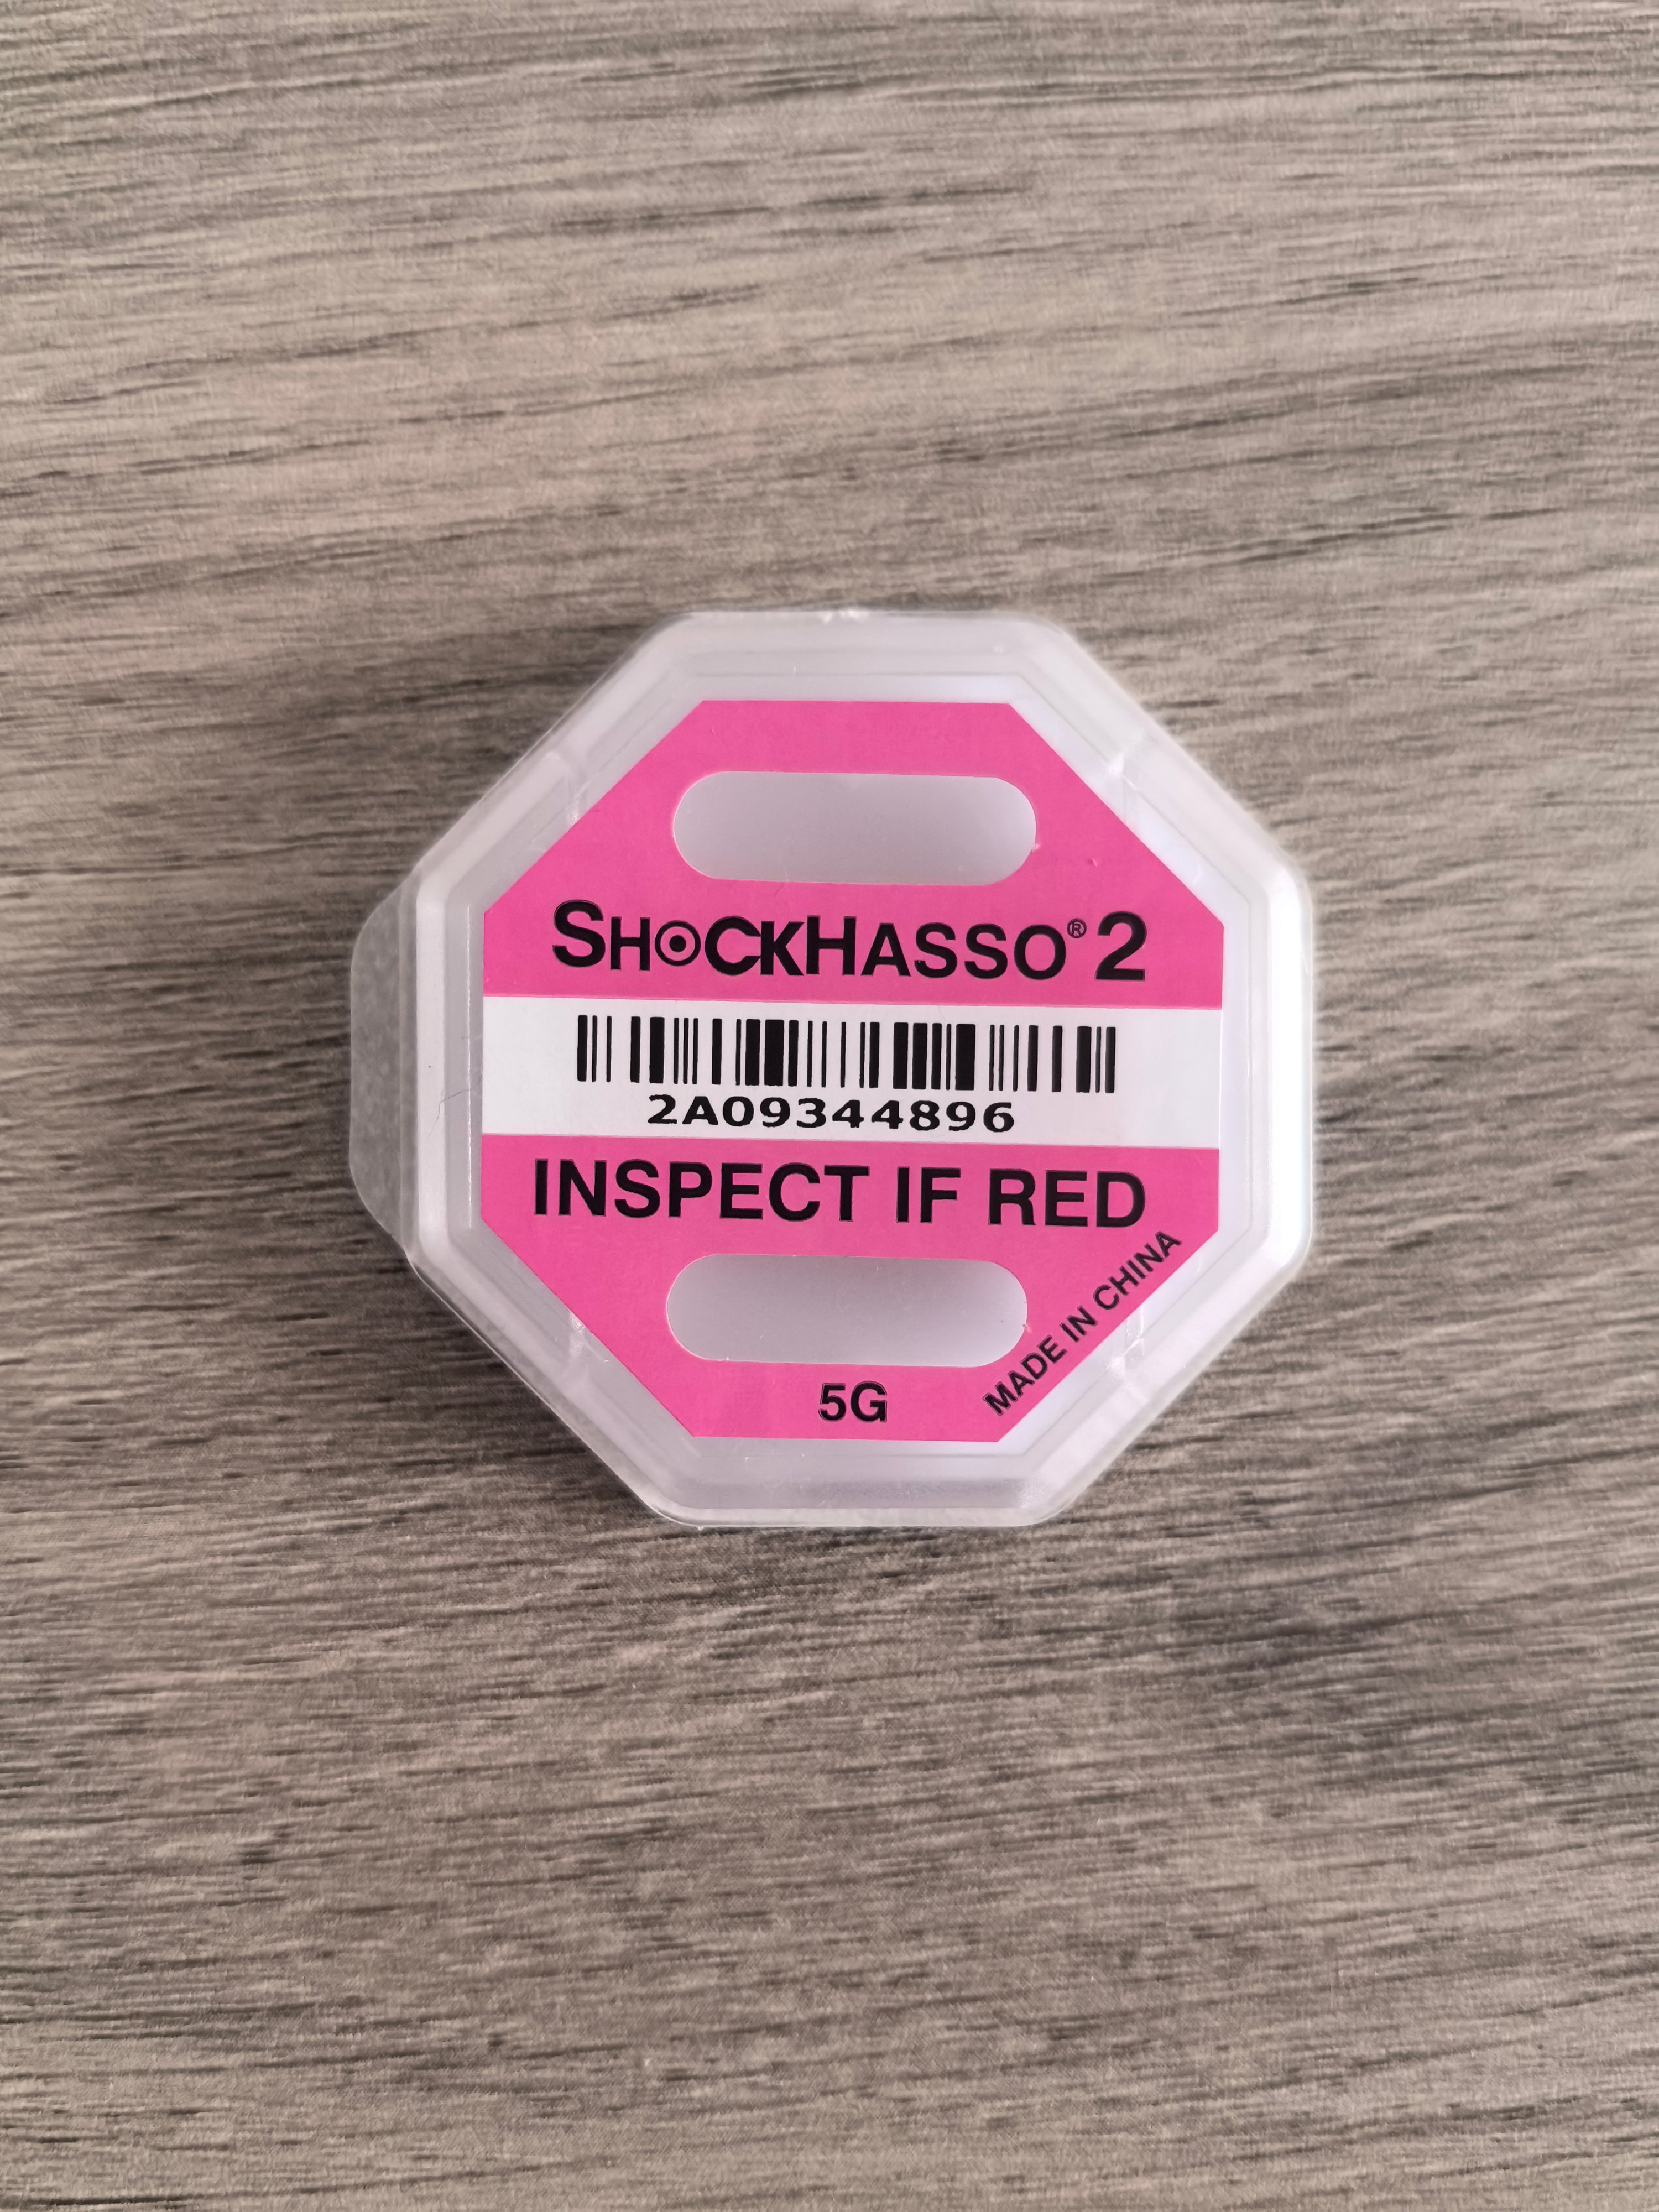 SHOCKHASSO® 2
2A09344896
INSPECT IF RED
MADE IN CHINA
5G